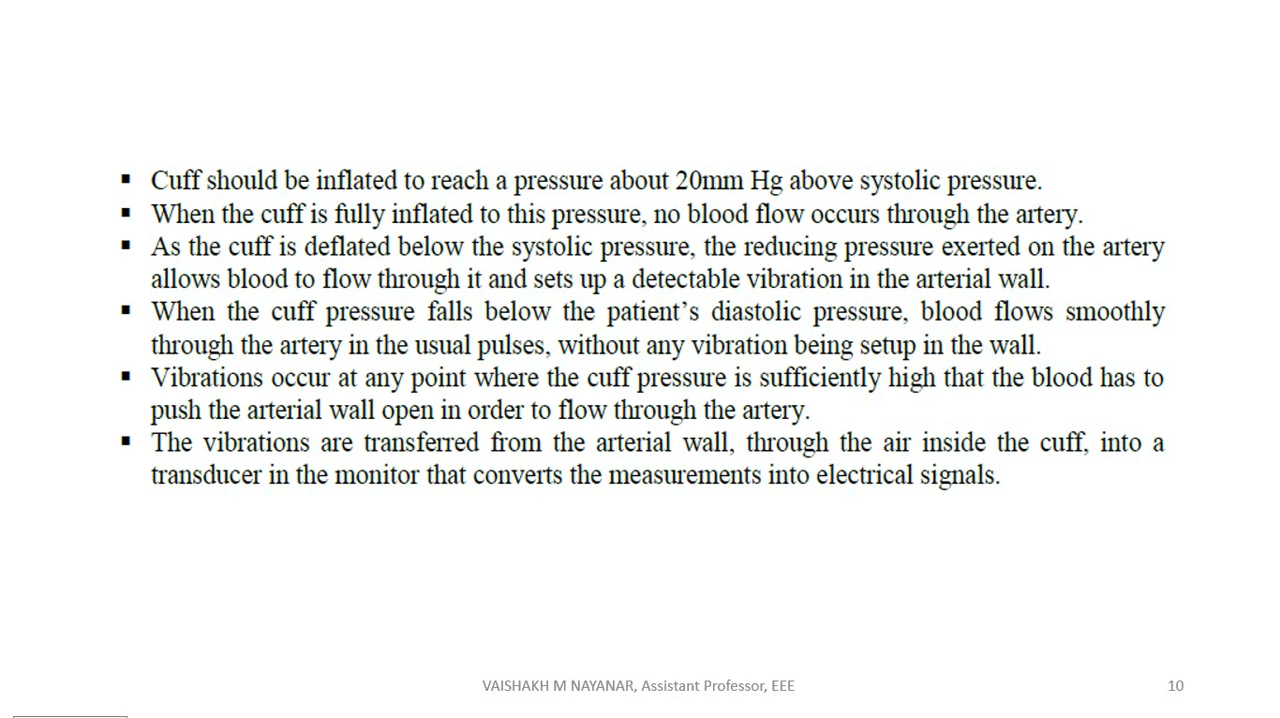 ▪ Cuff should be inflated to reach a pressure about 20mm Hg above systolic pressure.
▪ When the cuff is fully inflated to this pressure, no blood flow occurs through the artery.
▪ As the cuff is deflated below the systolic pressure, the reducing pressure exerted on the artery
allows blood to flow through it and sets up a detectable vibration in the arterial wall.
▪ When the cuff pressure falls below the patient’s diastolic pressure, blood flows smoothly
through the artery in the usual pulses, without any vibration being setup in the wall.
▪ Vibrations occur at any point where the cuff pressure is sufficiently high that the blood has to
push the arterial wall open in order to flow through the artery.
▪ The vibrations are transferred from the arterial wall, through the air inside the cuff, into a
transducer in the monitor that converts the measurements into electrical signals.
VAISHAKH M NAYANAR, Assistant Professor, EEE
10